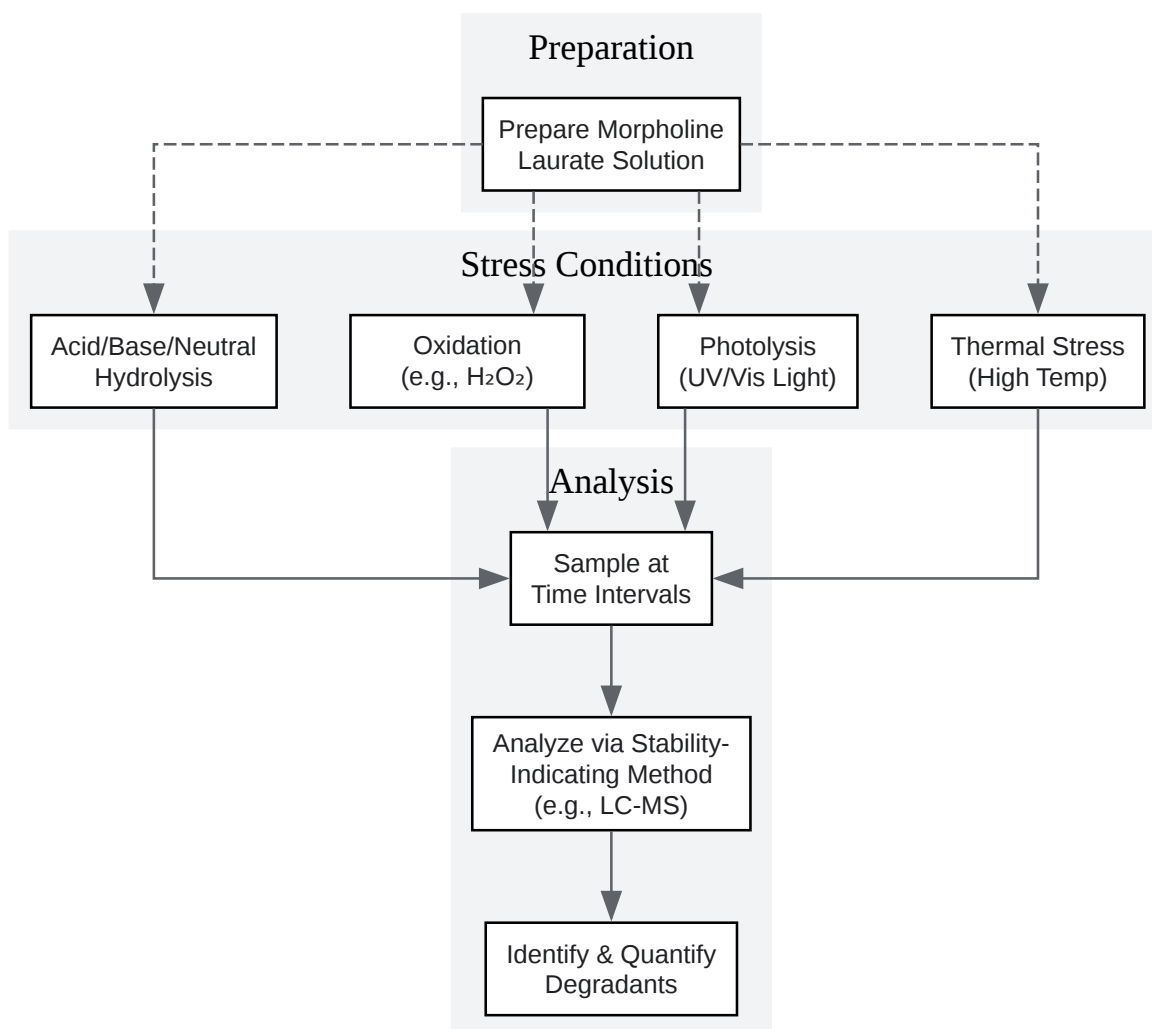 Preparation
Prepare Morpholine
Laurate Solution
Stress Conditions
Acid/Base/Neutral
Hydrolysis
Oxidation
(e.g., H₂O₂)
Photolysis
(UV/Vis Light)
Thermal Stress
(High Temp)
Analysis
Sample at
Time Intervals
Analyze via Stability-
Indicating Method
(e.g., LC-MS)
Identify & Quantify
Degradants